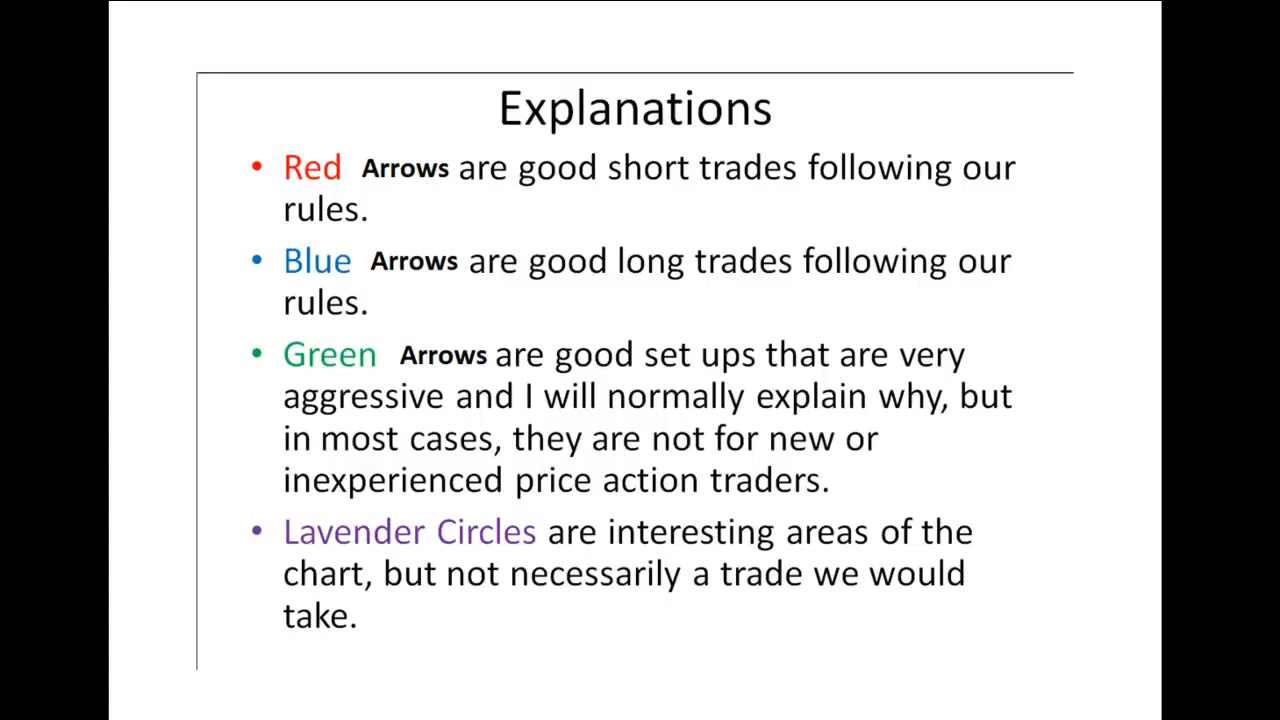 Explanations
• Red Arrows are good short trades following our
rules.
• Blue Arrows are good long trades following our
rules.
• Green Arrows are good set ups that are very
aggressive and I will normally explain why, but
in most cases, they are not for new or
inexperienced price action traders.
• Lavender Circles are interesting areas of the
chart, but not necessarily a trade we would
take.